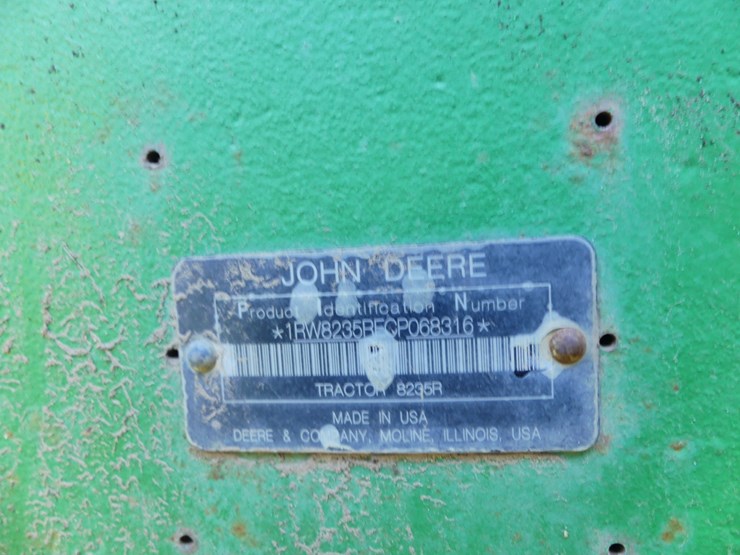 JOHN DEERE
Product Identification Number
*1RW8235RECP068316*
TRACTOR 8235R
MADE IN USA
DEERE & COMPANY, MOLINE, ILLINOIS, USA